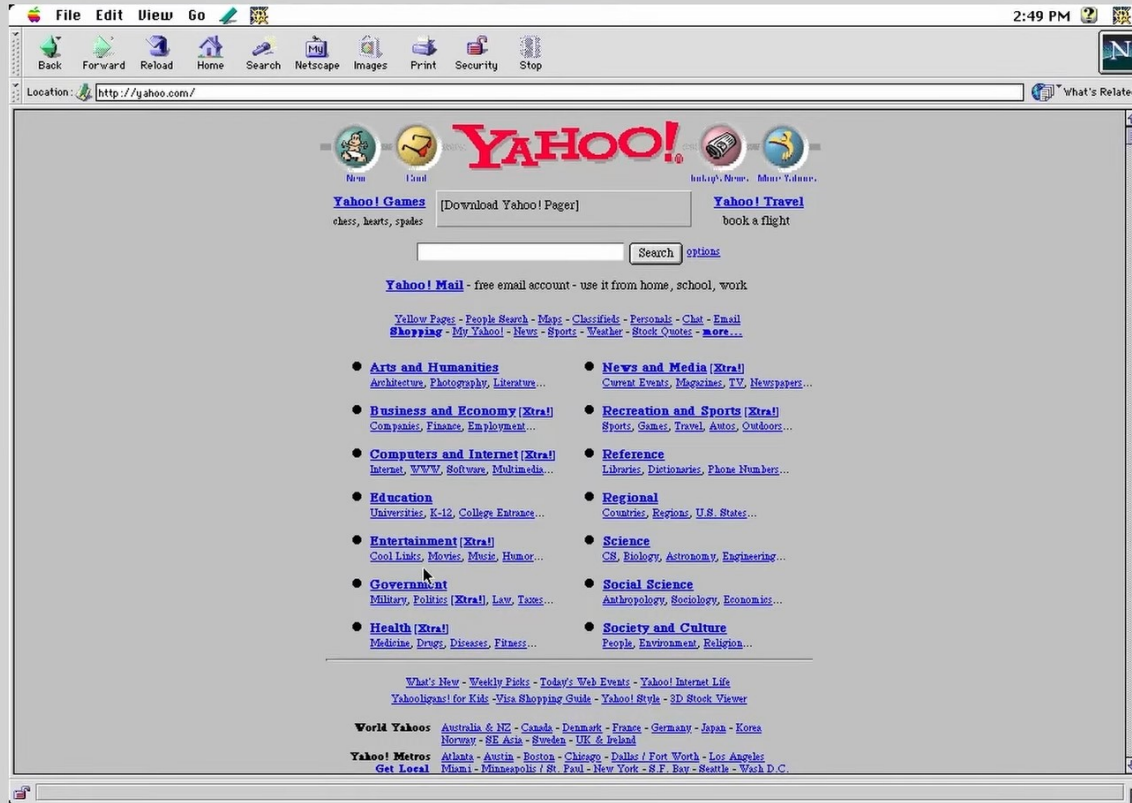 File Edit View Go 2:49 PM
Back Forward Reload Home Search My Netscape Images Print Security Stop N
Location: http://yahoo.com/ What's Relate
YAHOO!
New Cool Today's News More Yahoos
Yahoo! Games [Download Yahoo! Pager] Yahoo! Travel
chess, hearts, spades book a flight
Search options
Yahoo! Mail - free email account - use it from home, school, work
Yellow Pages - People Search - Maps - Classifieds - Personals - Chat - Email
Shopping - My Yahoo! - News - Sports - Weather - Stock Quotes - more...
Arts and Humanities News and Media [Xtra!]
Architecture, Photography, Literature... Current Events, Magazines, TV, Newspapers...
Business and Economy [Xtra!] Recreation and Sports [Xtra!]
Companies, Finance, Employment... Sports, Games, Travel, Autos, Outdoors...
Computers and Internet [Xtra!] Reference
Internet, WWW, Software, Multimedia... Libraries, Dictionaries, Phone Numbers...
Education Regional
Universities, K-12, College Entrance... Countries, Regions, U.S. States...
Entertainment [Xtra!] Science
Cool Links, Movies, Music, Humor... CS, Biology, Astronomy, Engineering...
Government Social Science
Military, Politics [Xtra!], Law, Taxes... Anthropology, Sociology, Economics...
Health [Xtra!] Society and Culture
Medicine, Drugs, Diseases, Fitness... People, Environment, Religion...
What's New - Weekly Picks - Today's Web Events - Yahoo! Internet Life
Yahooligans! for Kids -Visa Shopping Guide - Yahoo! Style - 3D Stock Viewer
World Yahoos Australia & NZ - Canada - Denmark - France - Germany - Japan - Korea
Norway - SE Asia - Sweden - UK & Ireland
Yahoo! Metros Atlanta - Austin - Boston - Chicago - Dallas / Fort Worth - Los Angeles
Get Local Miami - Minneapolis / St. Paul - New York - S.F. Bay - Seattle - Wash D.C.